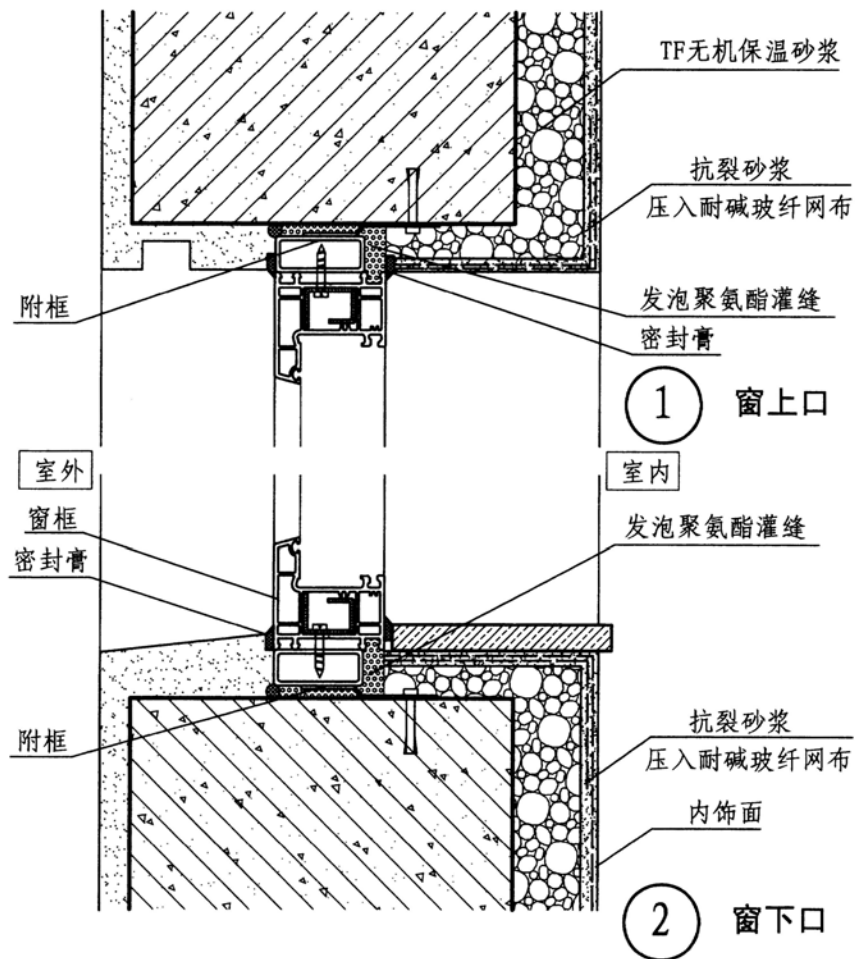 TF无机保温砂浆
抗裂砂浆
压入耐碱玻纤网布
附框
发泡聚氨酯灌缝
密封膏
1 窗上口
室外
室内
窗框
密封膏
发泡聚氨酯灌缝
附框
抗裂砂浆
压入耐碱玻纤网布
内饰面
2 窗下口